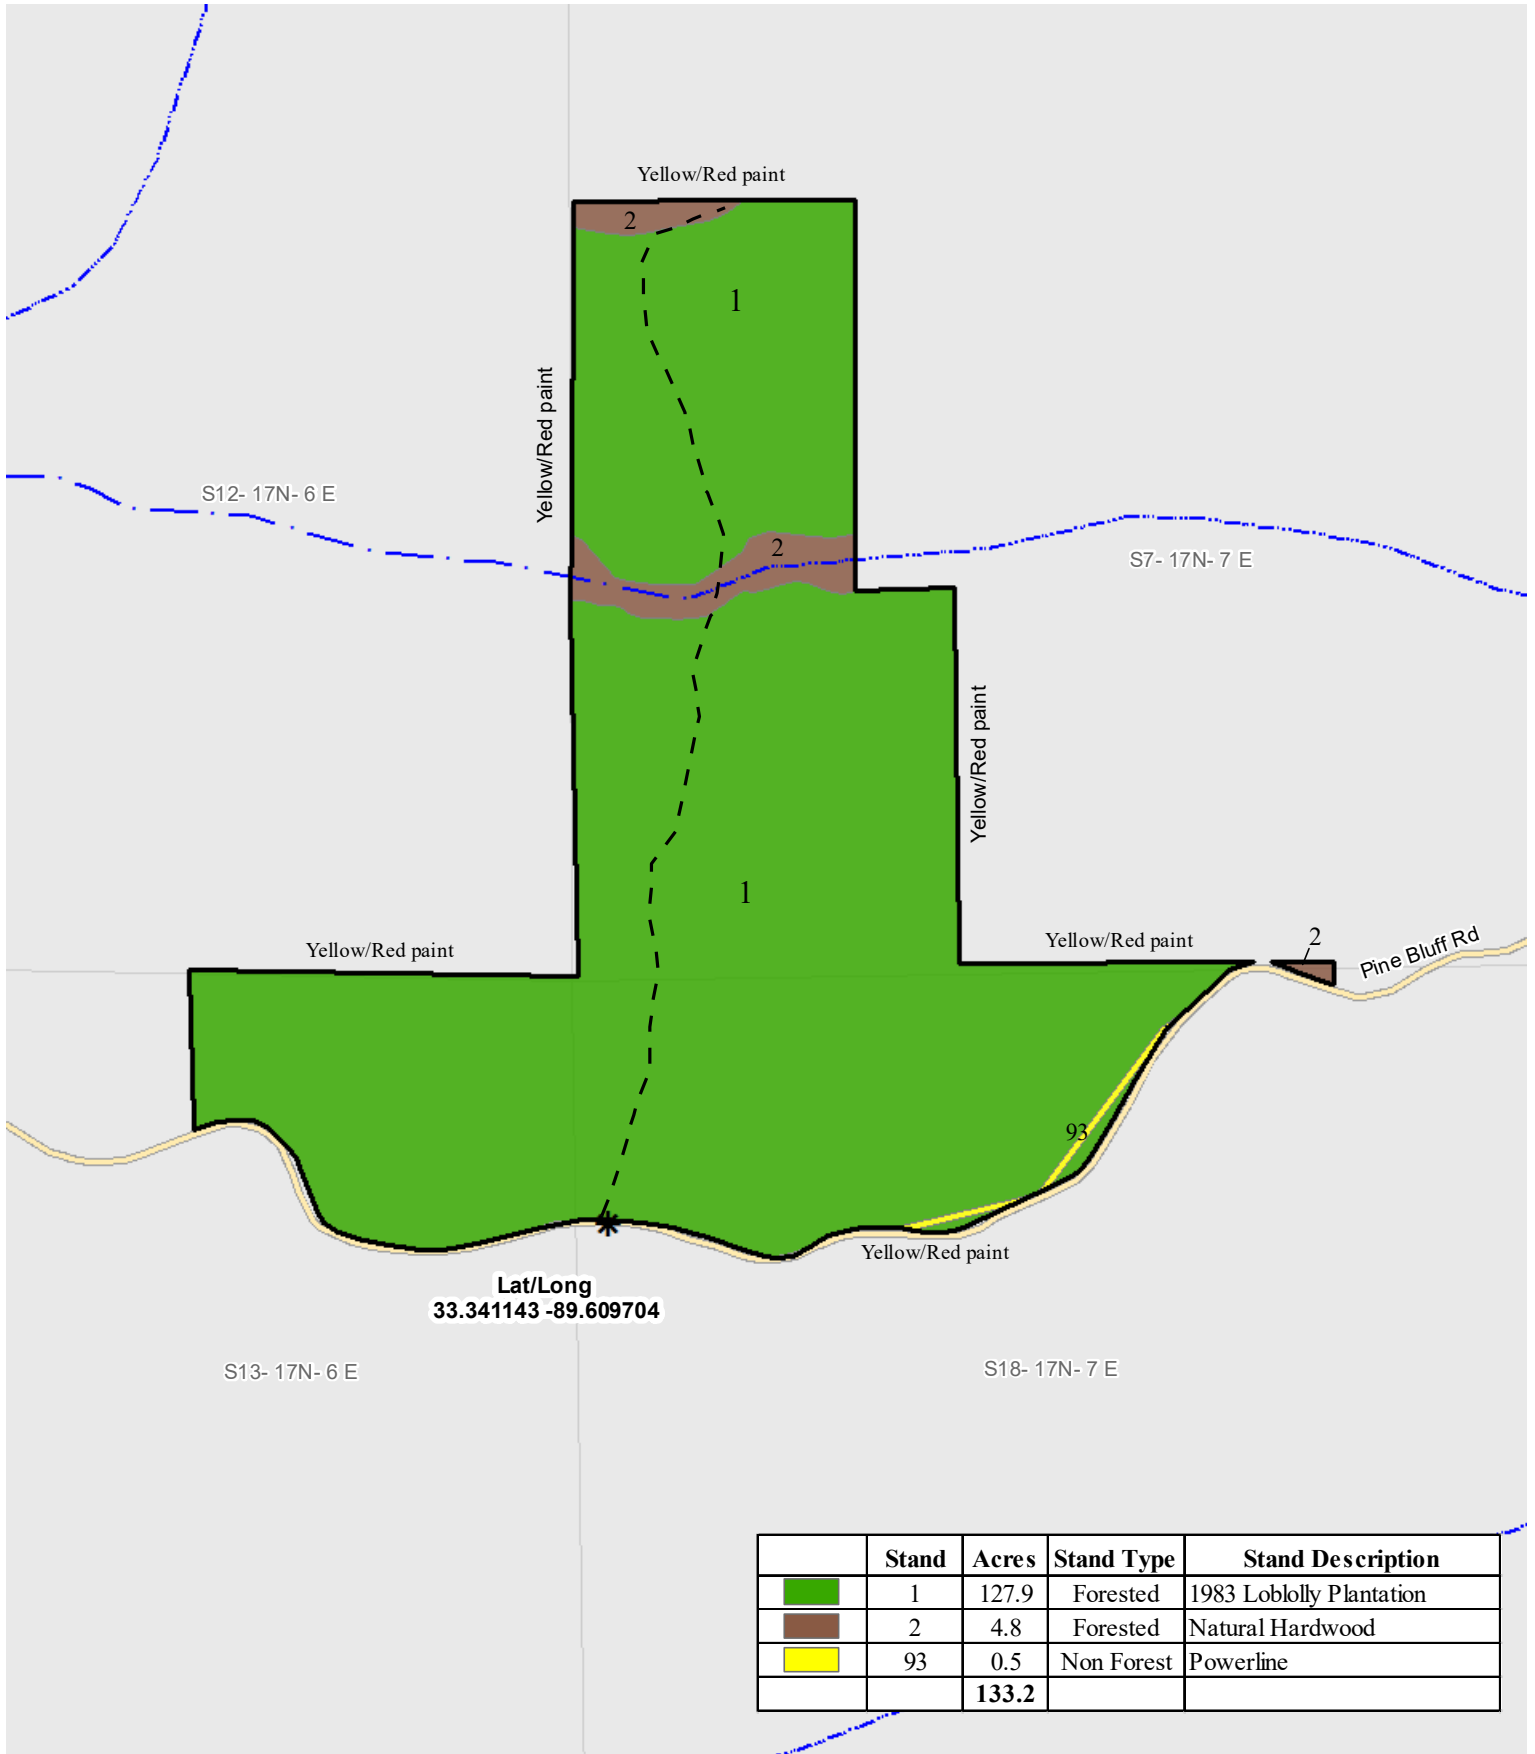 Yellow/Red paint
2
1
Yellow/Red paint
S12- 17N- 6 E
2
S7- 17N- 7 E
Yellow/Red paint
1
Yellow/Red paint
Yellow/Red paint
2
Pine Bluff Rd
93
Yellow/Red paint
Lat/Long
33.341143 -89.609704
S13- 17N- 6 E
S18- 17N- 7 E
Stand Acres Stand Type Stand Description
1 127.9 Forested 1983 Loblolly Plantation
2 4.8 Forested Natural Hardwood
93 0.5 Non Forest Powerline
133.2